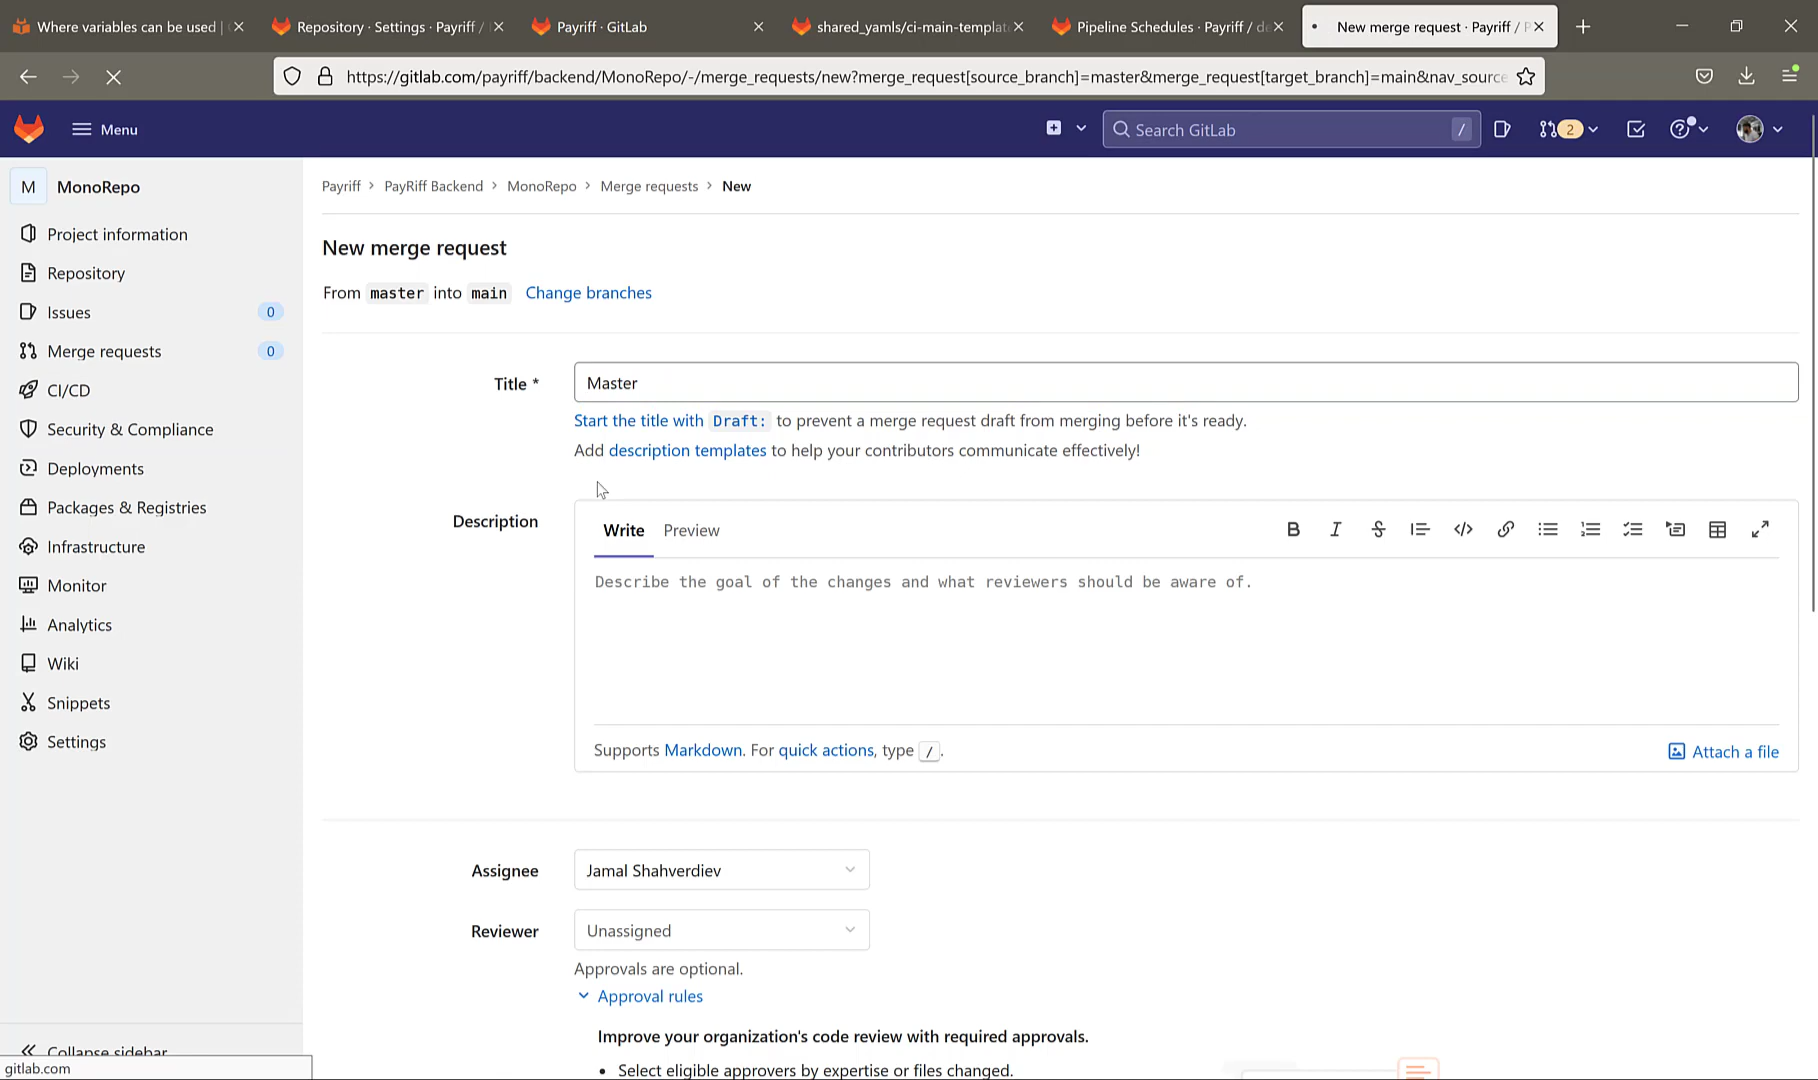 Where variables can be used |
Repository · Settings · Payriff /
Payriff · GitLab
shared_yamls/ci-main-templat
Pipeline Schedules · Payriff / de
New merge request · Payriff / P
https://gitlab.com/payriff/backend/MonoRepo/-/merge_requests/new?merge_request[source_branch]=master&merge_request[target_branch]=main&nav_source
Menu
Search GitLab
/
2
M
MonoRepo
Project information
Repository
Issues 0
Merge requests 0
CI/CD
Security & Compliance
Deployments
Packages & Registries
Infrastructure
Monitor
Analytics
Wiki
Snippets
Settings
Collapse sidebar
gitlab.com
Payriff > PayRiff Backend > MonoRepo > Merge requests > New
New merge request
From master into main Change branches
Title *
Master
Start the title with Draft: to prevent a merge request draft from merging before it's ready.
Add description templates to help your contributors communicate effectively!
Description
Write Preview
Describe the goal of the changes and what reviewers should be aware of.
Supports Markdown. For quick actions, type /.
Attach a file
Assignee
Jamal Shahverdiev
Reviewer
Unassigned
Approvals are optional.
Approval rules
Improve your organization's code review with required approvals.
• Select eligible approvers by expertise or files changed.